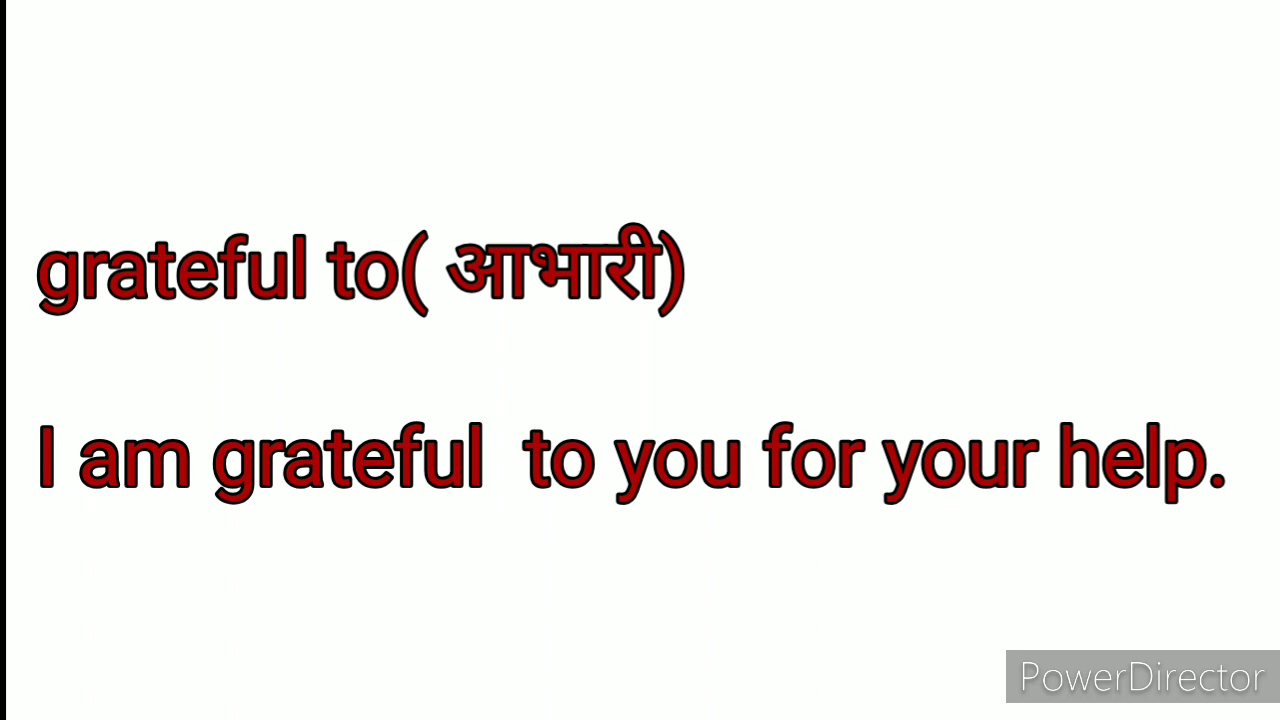 grateful to( आभारी)
I am grateful  to you for your help.
PowerDirector